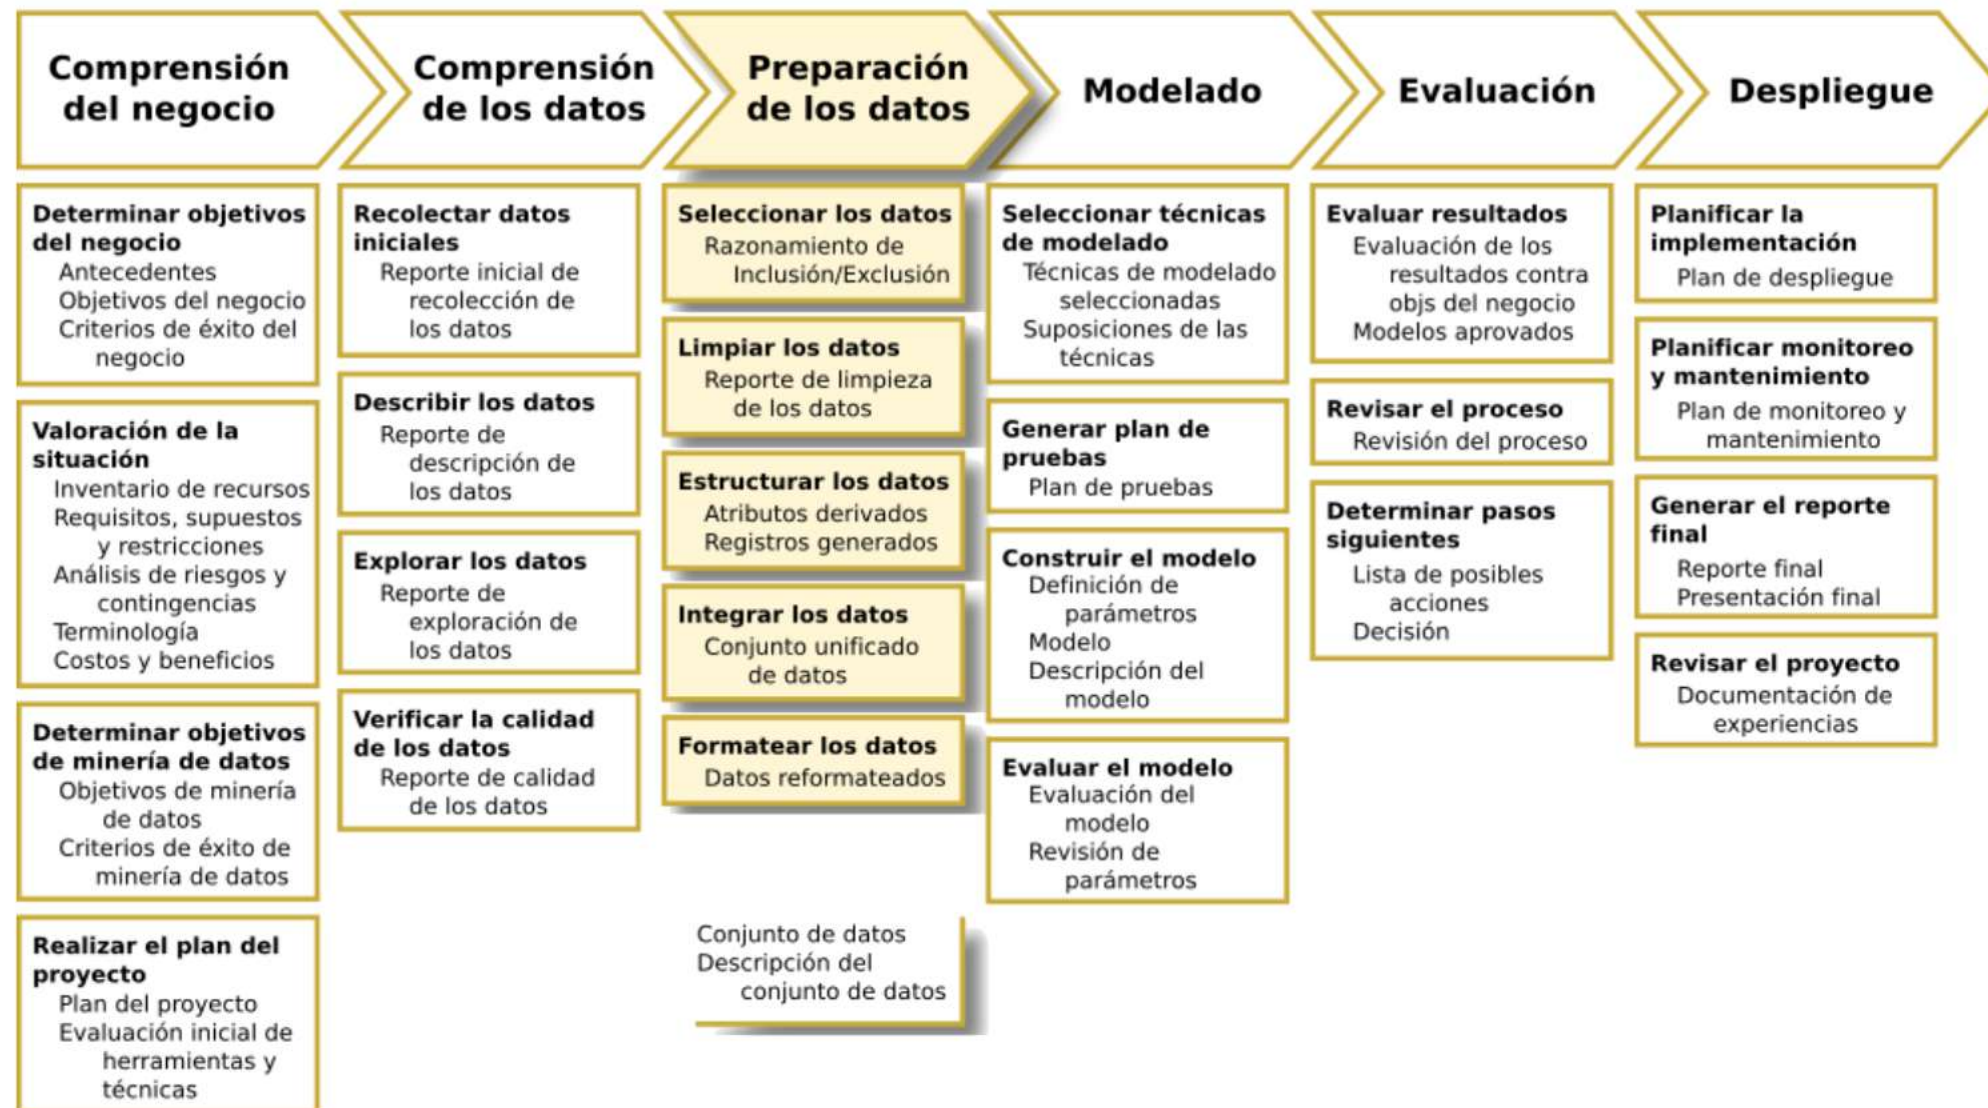 Comprensión
del negocio
Comprensión
de los datos
Preparación
de los datos
Modelado
Evaluación
Despliegue
Determinar objetivos
del negocio
Antecedentes
Objetivos del negocio
Criterios de éxito del
negocio
Valoración de la
situación
Inventario de recursos
Requisitos, supuestos
y restricciones
Análisis de riesgos y
contingencias
Terminología
Costos y beneficios
Determinar objetivos
de minería de datos
Objetivos de minería
de datos
Criterios de éxito de
minería de datos
Realizar el plan del
proyecto
Plan del proyecto
Evaluación inicial de
herramientas y
técnicas
Recolectar datos
iniciales
Reporte inicial de
recolección de
los datos
Describir los datos
Reporte de
descripción de
los datos
Explorar los datos
Reporte de
exploración de
los datos
Verificar la calidad
de los datos
Reporte de calidad
de los datos
Seleccionar los datos
Razonamiento de
Inclusión/Exclusión
Limpiar los datos
Reporte de limpieza
de los datos
Estructurar los datos
Atributos derivados
Registros generados
Integrar los datos
Conjunto unificado
de datos
Formatear los datos
Datos reformateados
Conjunto de datos
Descripción del
conjunto de datos
Seleccionar técnicas
de modelado
Técnicas de modelado
seleccionadas
Suposiciones de las
técnicas
Generar plan de
pruebas
Plan de pruebas
Construir el modelo
Definición de
parámetros
Modelo
Descripción del
modelo
Evaluar el modelo
Evaluación del
modelo
Revisión de
parámetros
Evaluar resultados
Evaluación de los
resultados contra
objs del negocio
Modelos aprovados
Revisar el proceso
Revisión del proceso
Determinar pasos
siguientes
Lista de posibles
acciones
Decisión
Planificar la
implementación
Plan de despliegue
Planificar monitoreo
y mantenimiento
Plan de monitoreo y
mantenimiento
Generar el reporte
final
Reporte final
Presentación final
Revisar el proyecto
Documentación de
experiencias